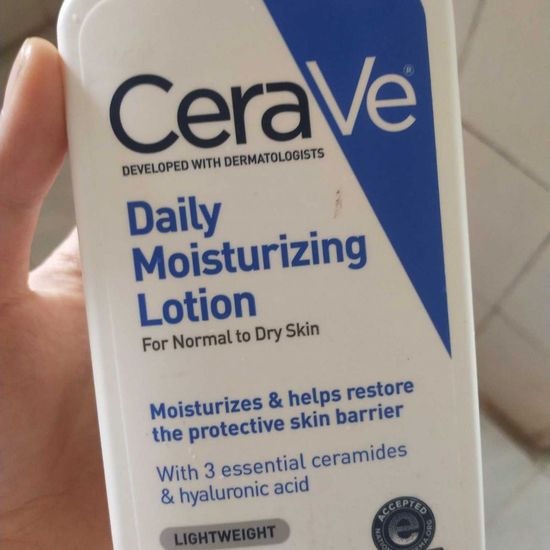 CeraVe®
DEVELOPED WITH DERMATOLOGISTS
Daily
Moisturizing
Lotion
For Normal to Dry Skin
Moisturizes & helps restore
the protective skin barrier
With 3 essential ceramides
& hyaluronic acid
LIGHTWEIGHT
ACCEPTED